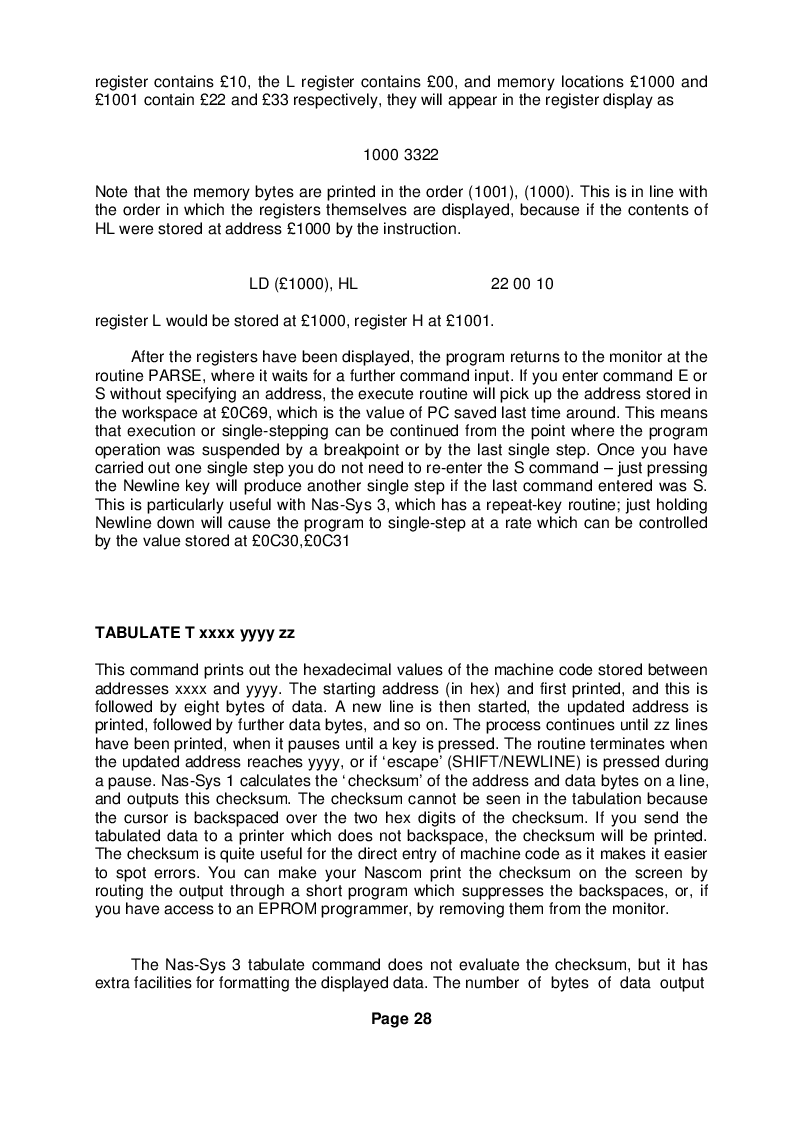 register contains £10, the L register contains £00, and memory locations £1000 and
£1001 contain £22 and £33 respectively, they will appear in the register display as
1000 3322
Note that the memory bytes are printed in the order (1001), (1000). This is in line with
the order in which the registers themselves are displayed, because if the contents of
HL were stored at address £1000 by the instruction.
LD (£1000), HL 22 00 10
register L would be stored at £1000, register H at £1001.
After the registers have been displayed, the program returns to the monitor at the
routine PARSE, where it waits for a further command input. If you enter command E or
S without specifying an address, the execute routine will pick up the address stored in
the workspace at £0C69, which is the value of PC saved last time around. This means
that execution or single-stepping can be continued from the point where the program
operation was suspended by a breakpoint or by the last single step. Once you have
carried out one single step you do not need to re-enter the S command – just pressing
the Newline key will produce another single step if the last command entered was S.
This is particularly useful with Nas-Sys 3, which has a repeat-key routine; just holding
Newline down will cause the program to single-step at a rate which can be controlled
by the value stored at £0C30,£0C31
TABULATE T xxxx yyyy zz
This command prints out the hexadecimal values of the machine code stored between
addresses xxxx and yyyy. The starting address (in hex) and first printed, and this is
followed by eight bytes of data. A new line is then started, the updated address is
printed, followed by further data bytes, and so on. The process continues until zz lines
have been printed, when it pauses until a key is pressed. The routine terminates when
the updated address reaches yyyy, or if ‘escape’ (SHIFT/NEWLINE) is pressed during
a pause. Nas-Sys 1 calculates the ‘checksum’ of the address and data bytes on a line,
and outputs this checksum. The checksum cannot be seen in the tabulation because
the cursor is backspaced over the two hex digits of the checksum. If you send the
tabulated data to a printer which does not backspace, the checksum will be printed.
The checksum is quite useful for the direct entry of machine code as it makes it easier
to spot errors. You can make your Nascom print the checksum on the screen by
routing the output through a short program which suppresses the backspaces, or, if
you have access to an EPROM programmer, by removing them from the monitor.
The Nas-Sys 3 tabulate command does not evaluate the checksum, but it has
extra facilities for formatting the displayed data. The number of bytes of data output
Page 28